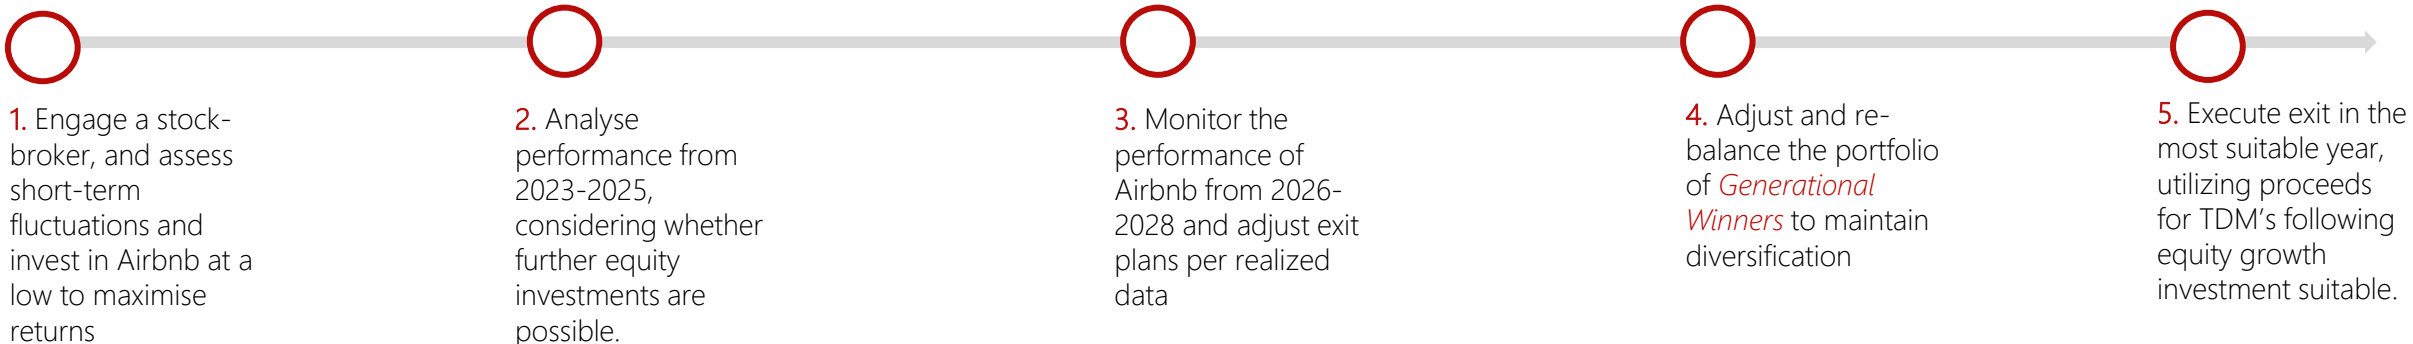 1. Engage a stock-
broker, and assess
short-term
fluctuations and
invest in Airbnb at a
low to maximise
returns
2. Analyse
performance from
2023-2025,
considering whether
further equity
investments are
possible.
3. Monitor the
performance of
Airbnb from 2026-
2028 and adjust exit
plans per realized
data
4. Adjust and re-
balance the portfolio
of Generational
Winners to maintain
diversification
5. Execute exit in the
most suitable year,
utilizing proceeds
for TDM’s following
equity growth
investment suitable.